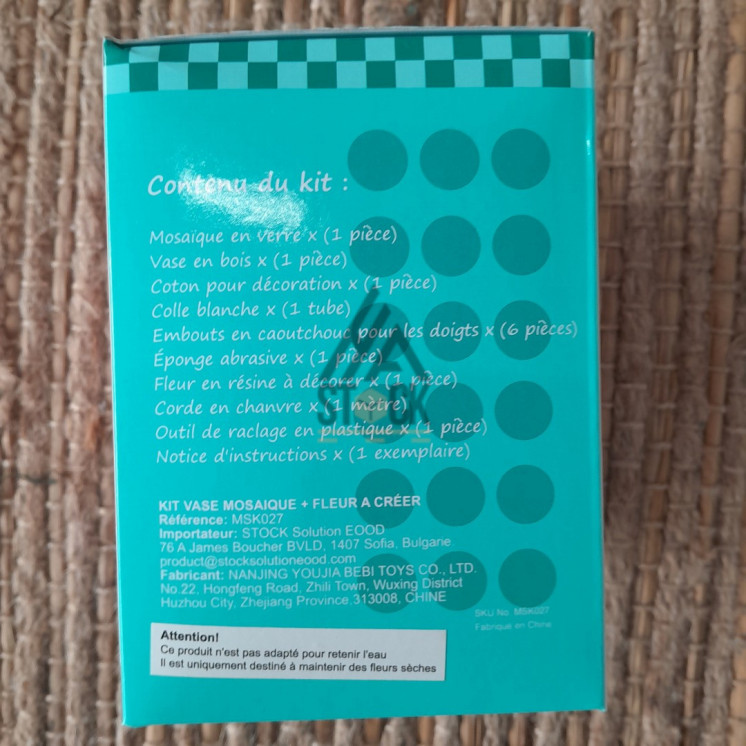 Contenu du kit :
Mosaïque en verre x (1 pièce)
Vase en bois x (1 pièce)
Coton pour décoration x (1 pièce)
Colle blanche x (1 tube)
Embouts en caoutchouc pour les doigts x (6 pièces)
Éponge abrasive x (1 pièce)
Fleur en résine à décorer x (1 pièce)
Corde en chanvre x (1 mètre)
Outil de raclage en plastique x (1 pièce)
Notice d'instructions x (1 exemplaire)
STOCK
KIT VASE MOSAIQUE + FLEUR A CRÉER
Référence: MSK027
Importateur: STOCK Solution EOOD
76 A James Boucher BVLD, 1407 Sofia, Bulgarie
product@stocksolutioneood.com
Fabricant: NANJING YOUJIA BEBI TOYS CO., LTD.
No.22, Hongfeng Road, Zhili Town, Wuxing District
Huzhou City, Zhejiang Province,313008, CHINE
SKU No. MSK027
Fabriqué en Chine
Attention!
Ce produit n'est pas adapté pour retenir l'eau
Il est uniquement destiné à maintenir des fleurs sèches